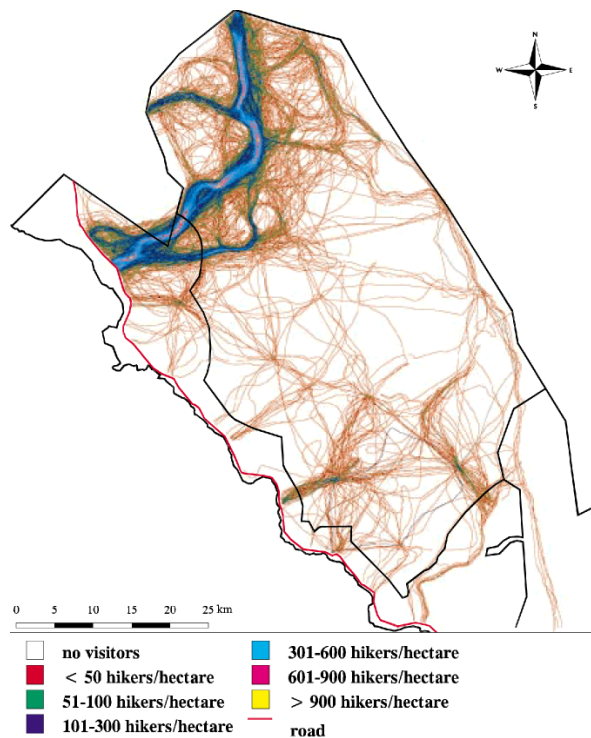 N
W E
S
0 5 10 15 20 25 km
no visitors
< 50 hikers/hectare
51-100 hikers/hectare
101-300 hikers/hectare
301-600 hikers/hectare
601-900 hikers/hectare
> 900 hikers/hectare
road